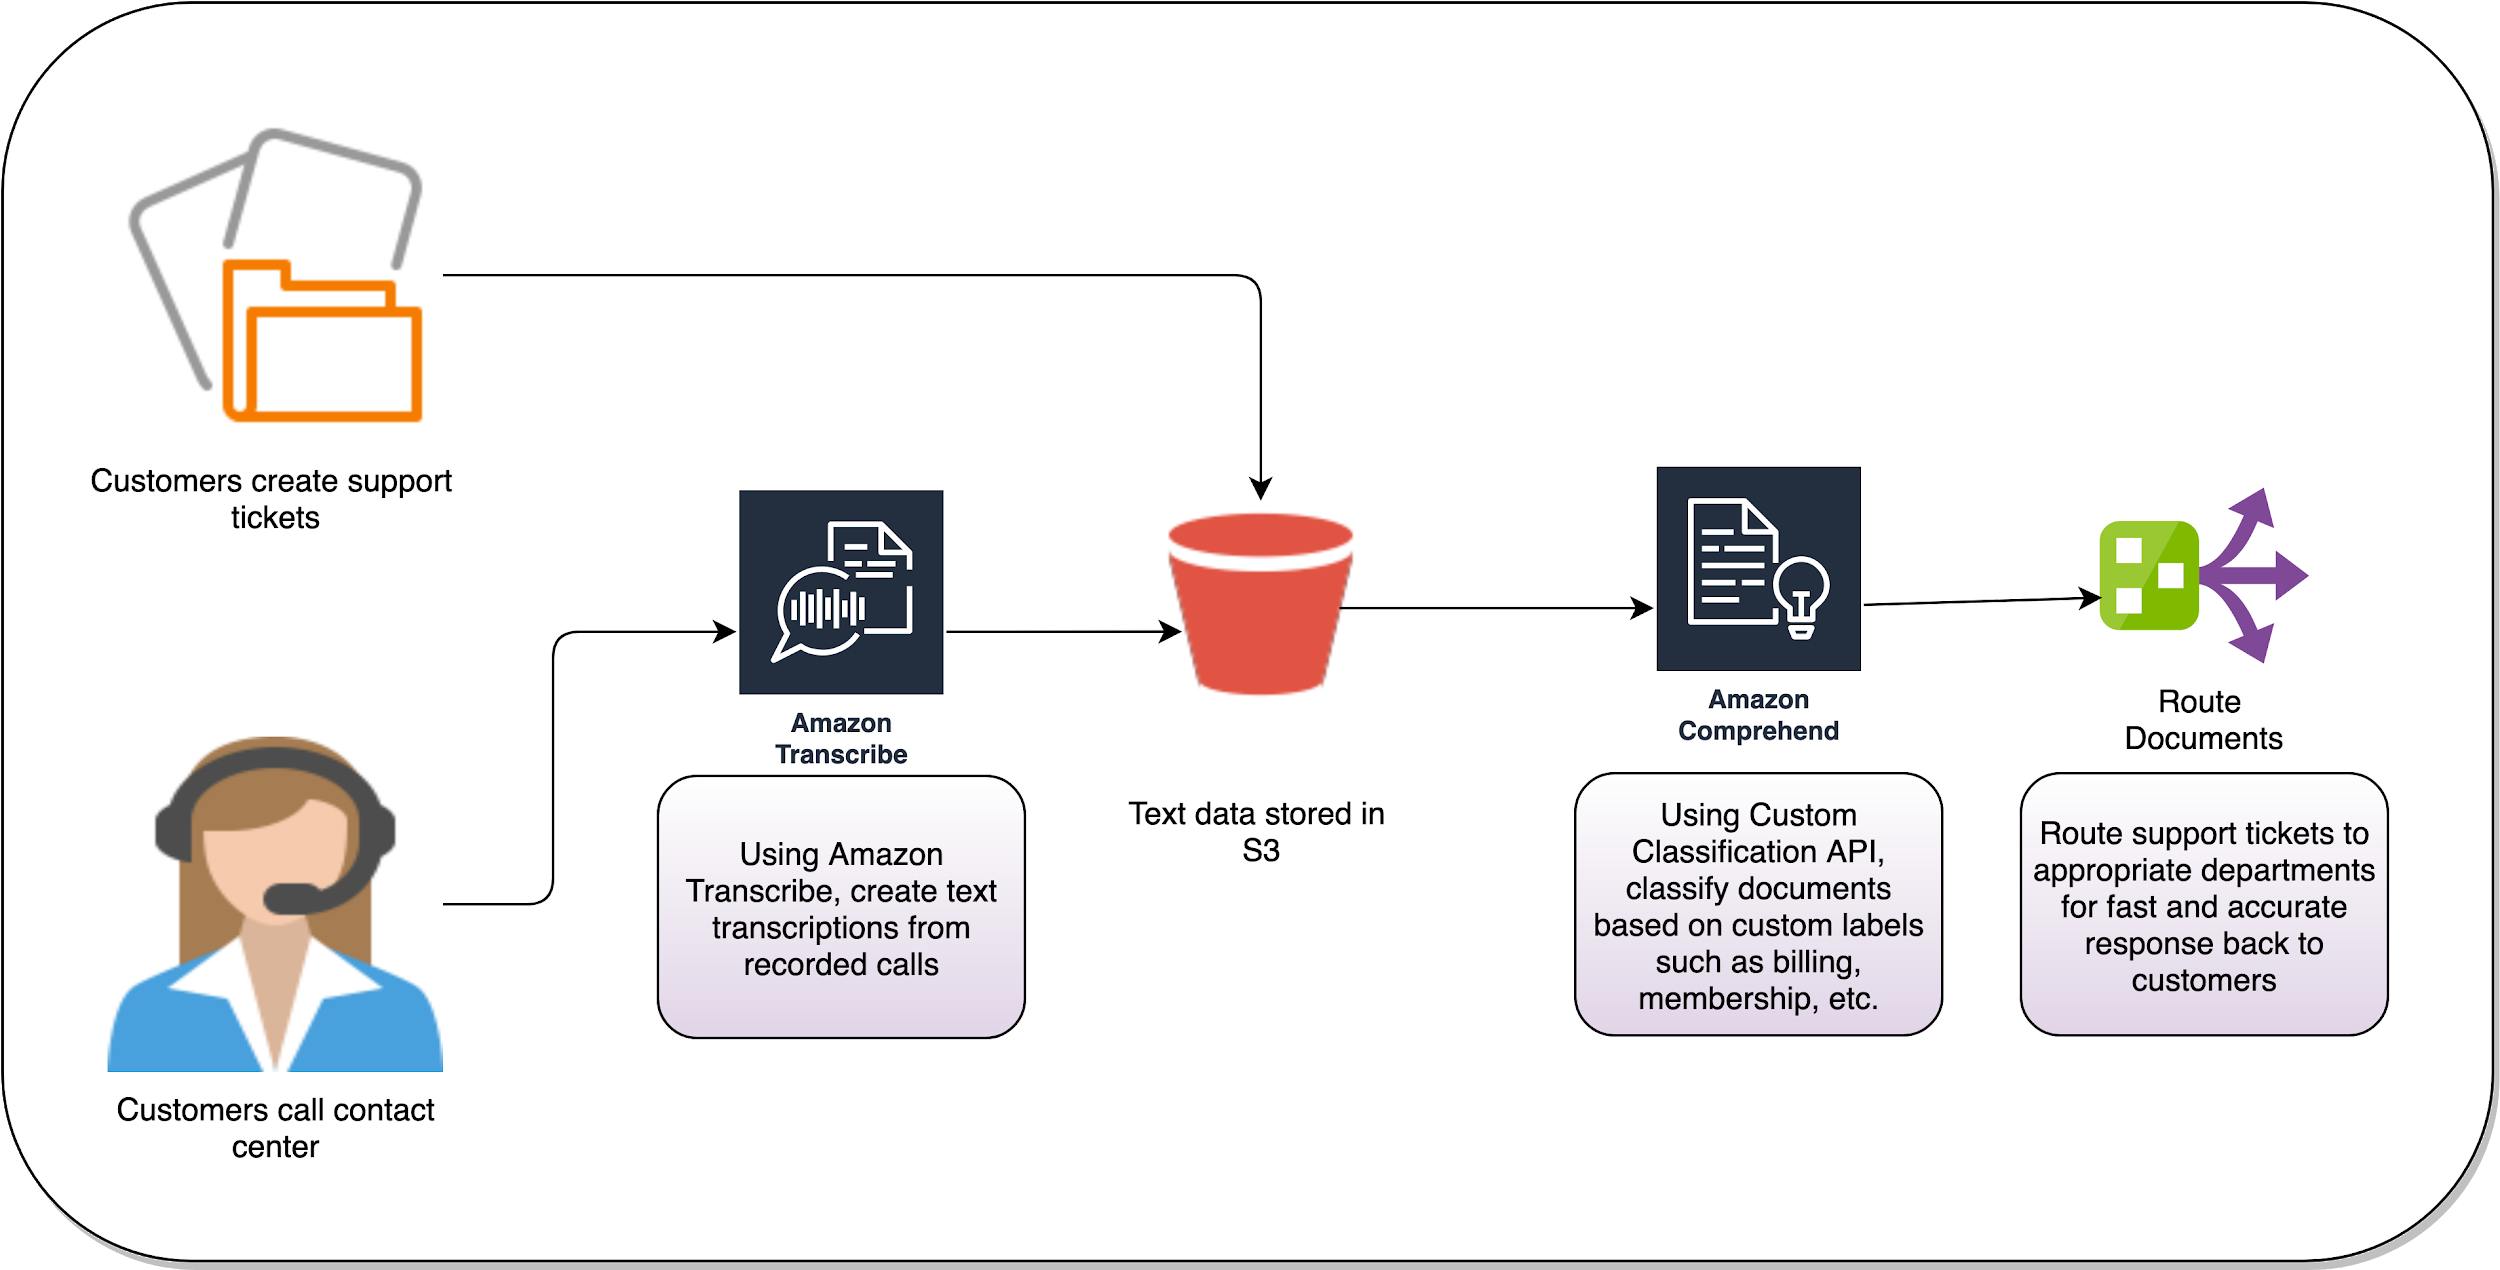 Customers create support
tickets
Amazon
Transcribe
Using Amazon
Transcribe, create text
transcriptions from
recorded calls
Customers call contact
center
Text data stored in
S3
Amazon
Comprehend
Using Custom
Classification API,
classify documents
based on custom labels
such as billing,
membership, etc.
Route
Documents
Route support tickets to
appropriate departments
for fast and accurate
response back to
customers